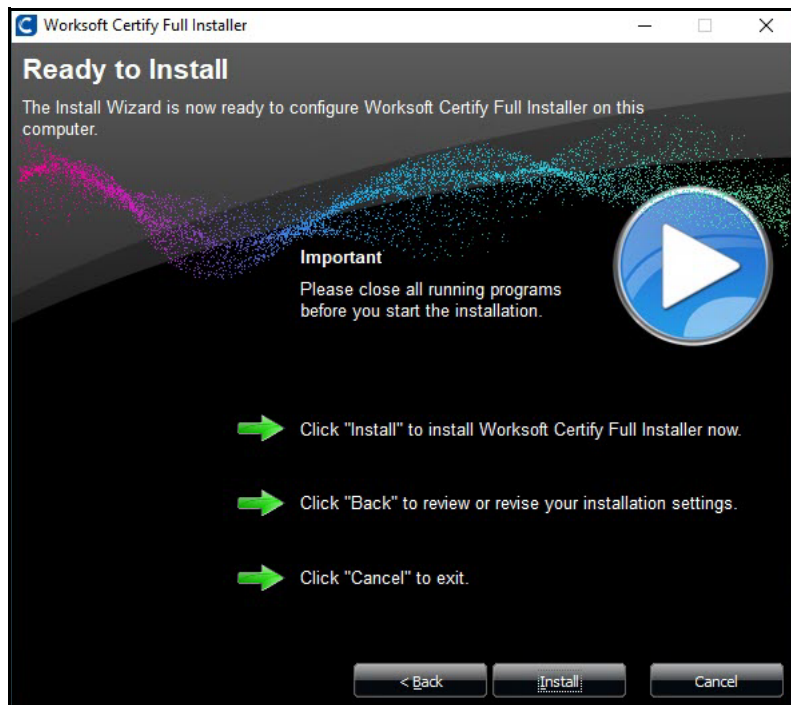 Worksoft Certify Full Installer
Ready to Install
The Install Wizard is now ready to configure Worksoft Certify Full Installer on this
computer.
Important
Please close all running programs
before you start the installation.
Click "Install" to install Worksoft Certify Full Installer now.
Click "Back" to review or revise your installation settings.
Click "Cancel" to exit.
< Back
Install
Cancel